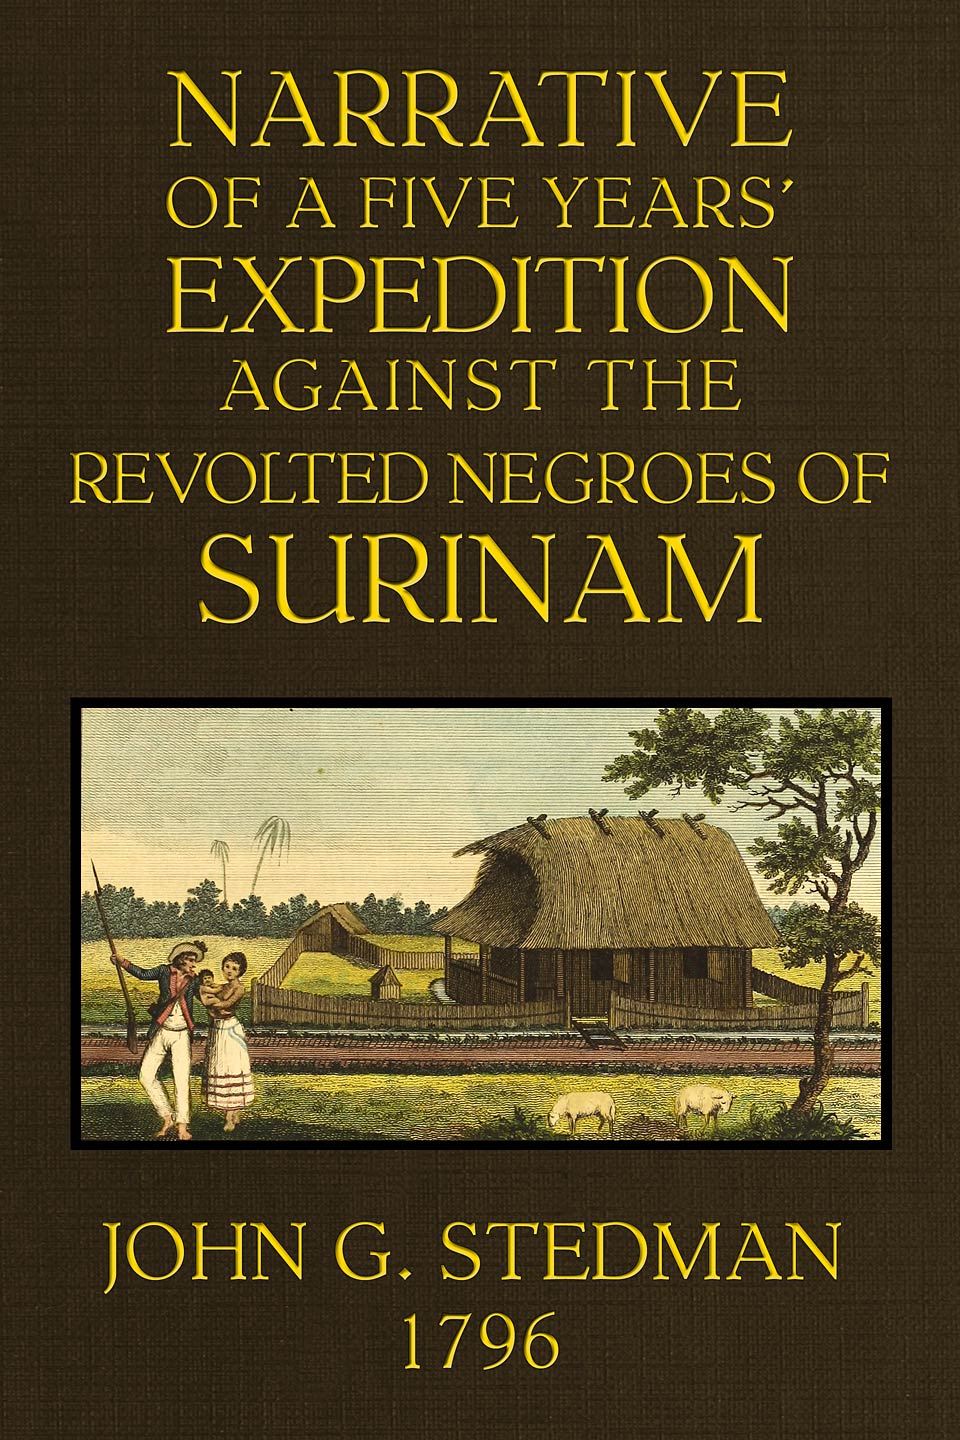 NARRATIVE
OF A FIVE YEARS’
EXPEDITION
AGAINST THE
REVOLTED NEGROES OF
SURINAM
JOHN G. STEDMAN
1796